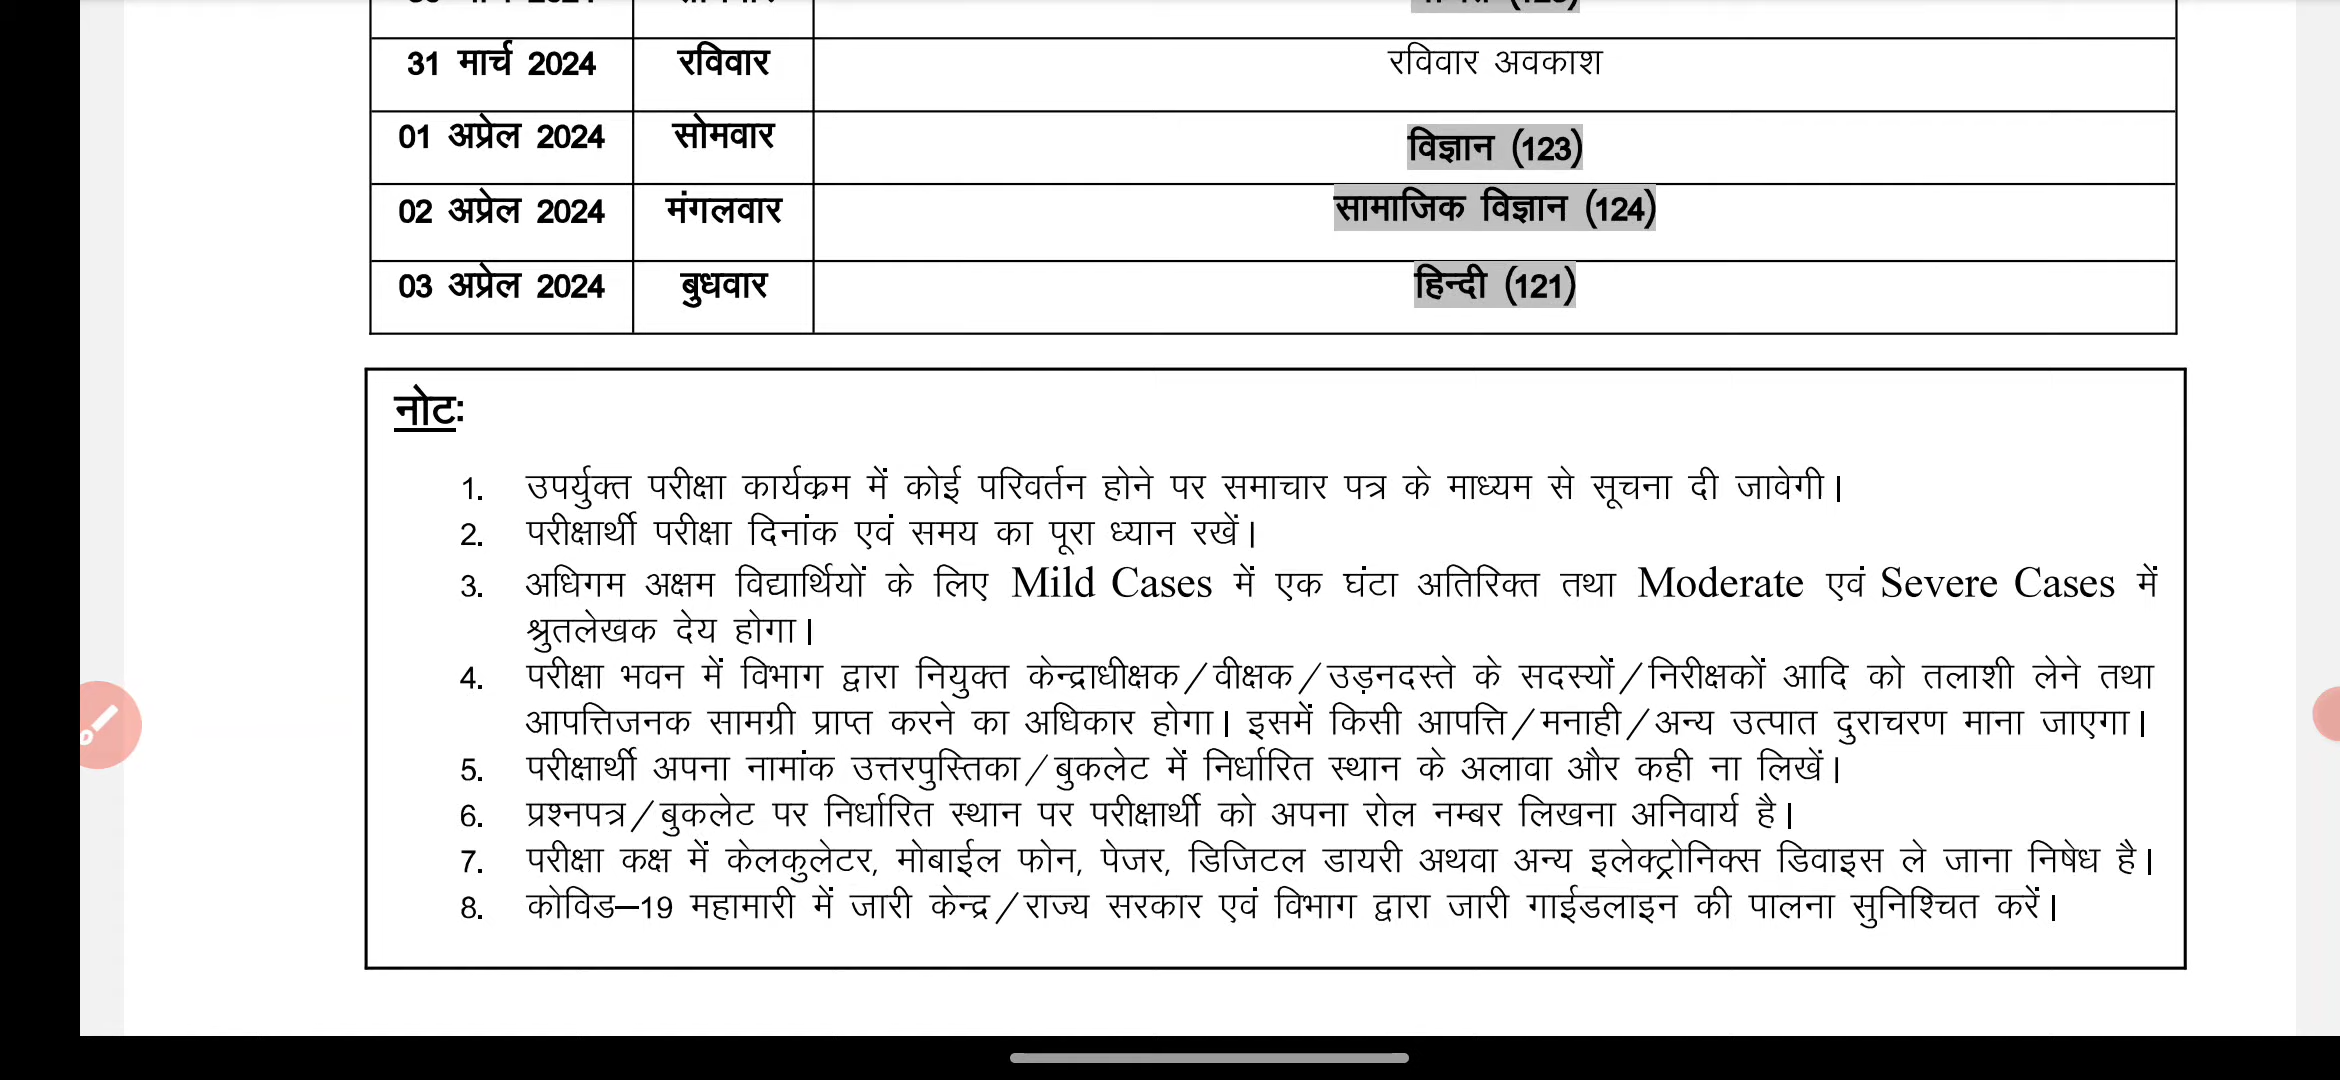 31 मार्च 2024 रविवार रविवार अवकाश
01 अप्रेल 2024 सोमवार विज्ञान (123)
02 अप्रेल 2024 मंगलवार सामाजिक विज्ञान (124)
03 अप्रेल 2024 बुधवार हिन्दी (121)
नोट:
1. उपर्युक्त परीक्षा कार्यक्रम में कोई परिवर्तन होने पर समाचार पत्र के माध्यम से सूचना दी जावेगी।
2. परीक्षार्थी परीक्षा दिनांक एवं समय का पूरा ध्यान रखें।
3. अधिगम अक्षम विद्यार्थियों के लिए Mild Cases में एक घंटा अतिरिक्त तथा Moderate एवं Severe Cases में
श्रुतलेखक देय होगा।
4. परीक्षा भवन में विभाग द्वारा नियुक्त केन्द्राधीक्षक/वीक्षक/उड़नदस्ते के सदस्यों/निरीक्षकों आदि को तलाशी लेने तथा
आपत्तिजनक सामग्री प्राप्त करने का अधिकार होगा। इसमें किसी आपत्ति/मनाही/अन्य उत्पात दुराचरण माना जाएगा।
5. परीक्षार्थी अपना नामांक उत्तरपुस्तिका/बुकलेट में निर्धारित स्थान के अलावा और कही ना लिखें।
6. प्रश्नपत्र/बुकलेट पर निर्धारित स्थान पर परीक्षार्थी को अपना रोल नम्बर लिखना अनिवार्य है।
7. परीक्षा कक्ष में केलकुलेटर, मोबाईल फोन, पेजर, डिजिटल डायरी अथवा अन्य इलेक्ट्रोनिक्स डिवाइस ले जाना निषेध है।
8. कोविड–19 महामारी में जारी केन्द्र/राज्य सरकार एवं विभाग द्वारा जारी गाईडलाइन की पालना सुनिश्चित करें।